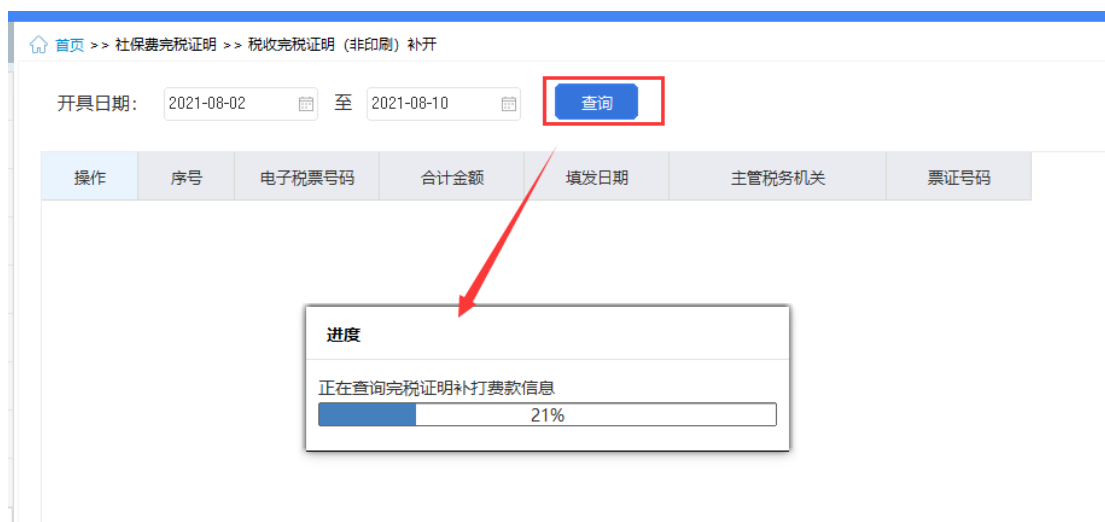 首页 >> 社保费完税证明 >> 税收完税证明（非印刷）补开
开具日期： 2021-08-02 至 2021-08-10 查询
操作 序号 电子税票号码 合计金额 填发日期 主管税务机关 票证号码
进度
正在查询完税证明补打费款信息
21%